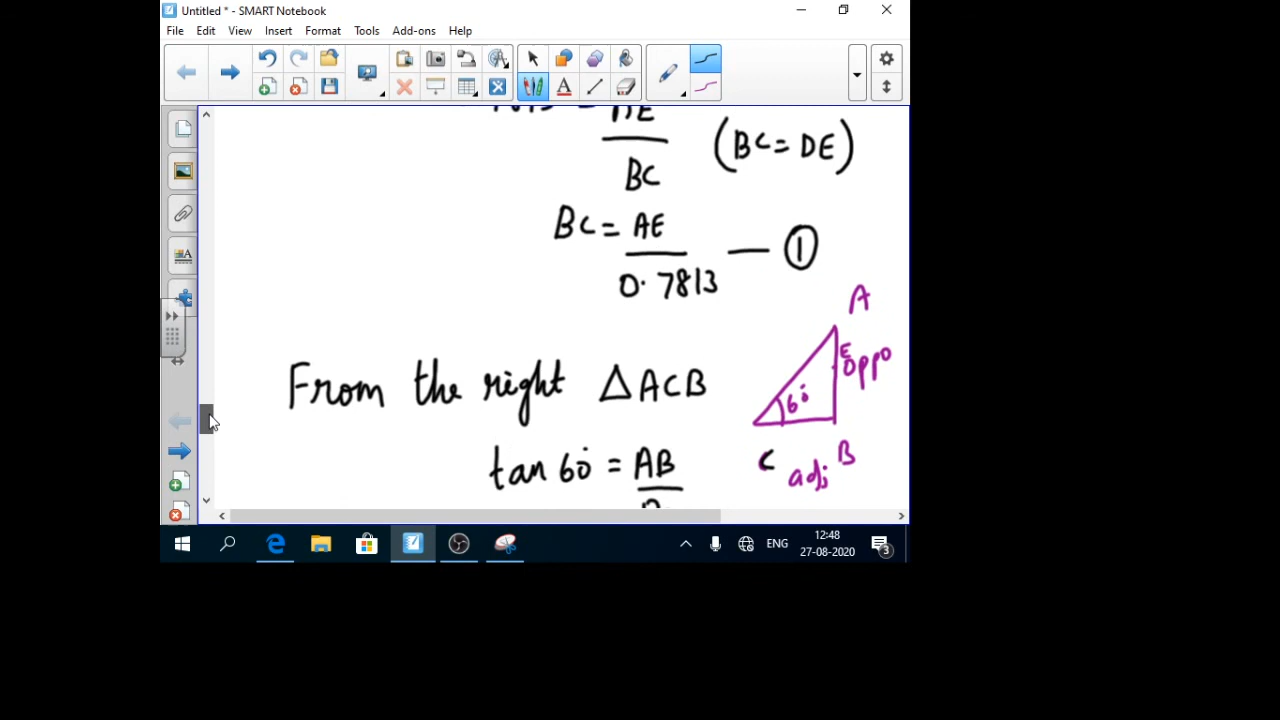 Untitled * - SMART Notebook
File Edit View Insert Format Tools Add-ons Help
BC
(BC = DE)
BC = AE
0.7813 — ①
A
E
oppo
From the right △ACB
60°
C
adj
B
tan 60° = AB
ENG
12:48
27-08-2020
3